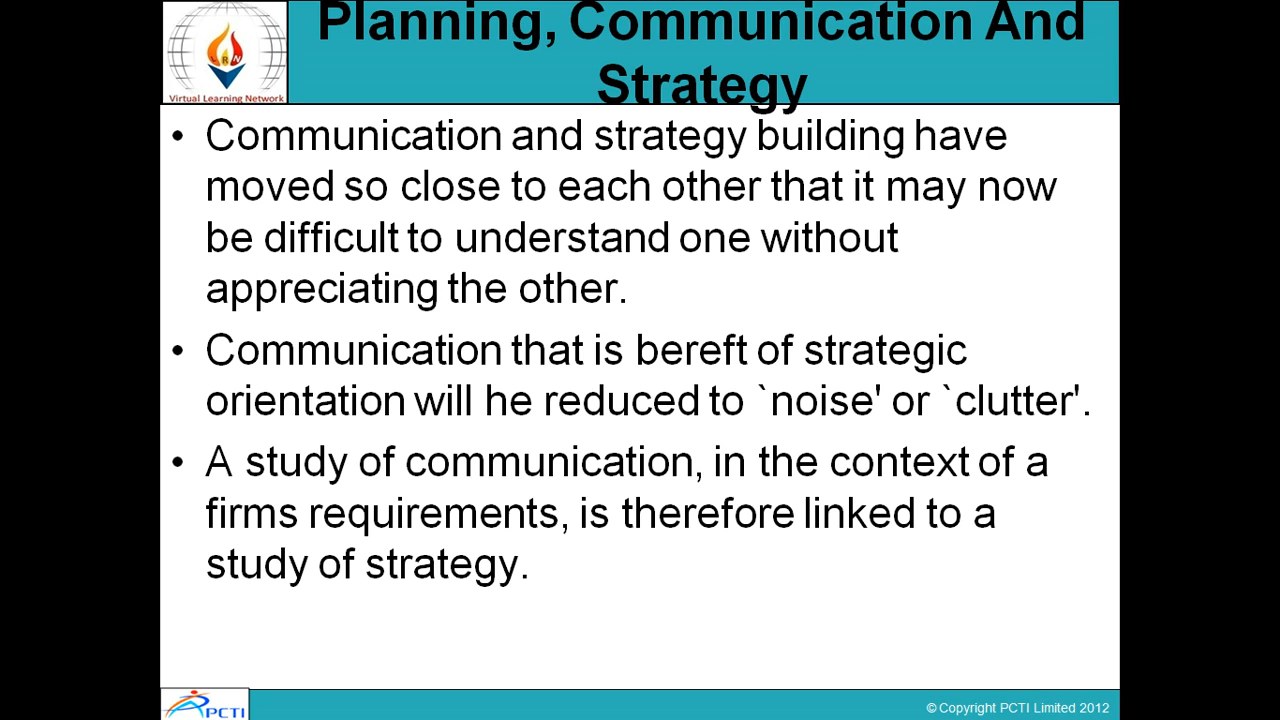 Planning, Communication And
Strategy
VRN
Virtual Learning Network
• Communication and strategy building have
moved so close to each other that it may now
be difficult to understand one without
appreciating the other.
• Communication that is bereft of strategic
orientation will he reduced to `noise' or `clutter'.
• A study of communication, in the context of a
firms requirements, is therefore linked to a
study of strategy.
PCTI
© Copyright PCTI Limited 2012